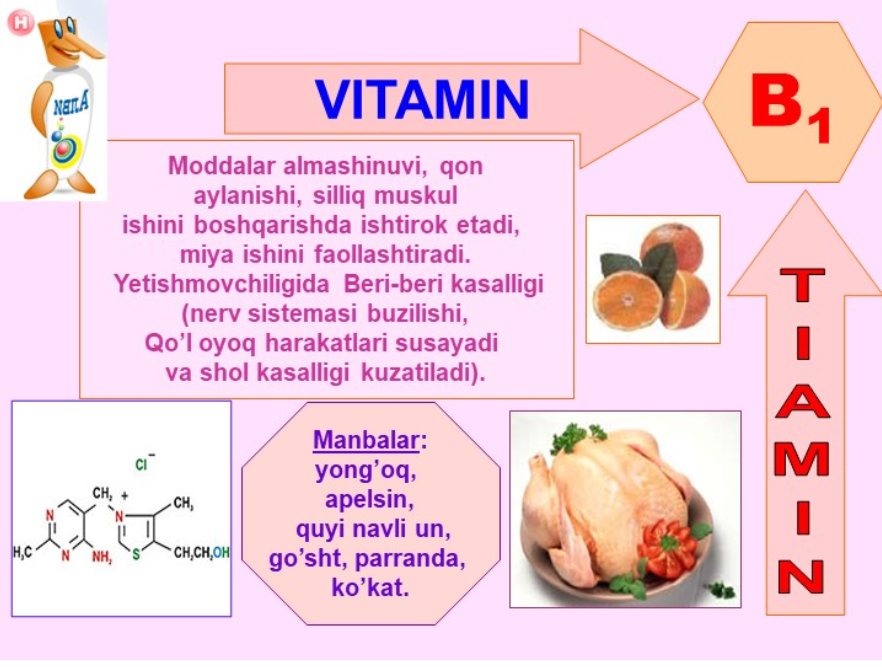 H
VITAMIN
B1
Moddalar almashinuvi, qon
aylanishi, silliq muskul
ishini boshqarishda ishtirok etadi,
miya ishini faollashtiradi.
Yetishmovchiligida Beri-beri kasalligi
(nerv sistemasi buzilishi,
Qo’l oyoq harakatlari susayadi
va shol kasalligi kuzatiladi).
TIAMIN
Cl⁻
CH₂ +
N N CH₃
H₃C N NH₂ S CH₂CH₂OH
Manbalar:
yong’oq,
apelsin,
quyi navli un,
go’sht, parranda,
ko’kat.